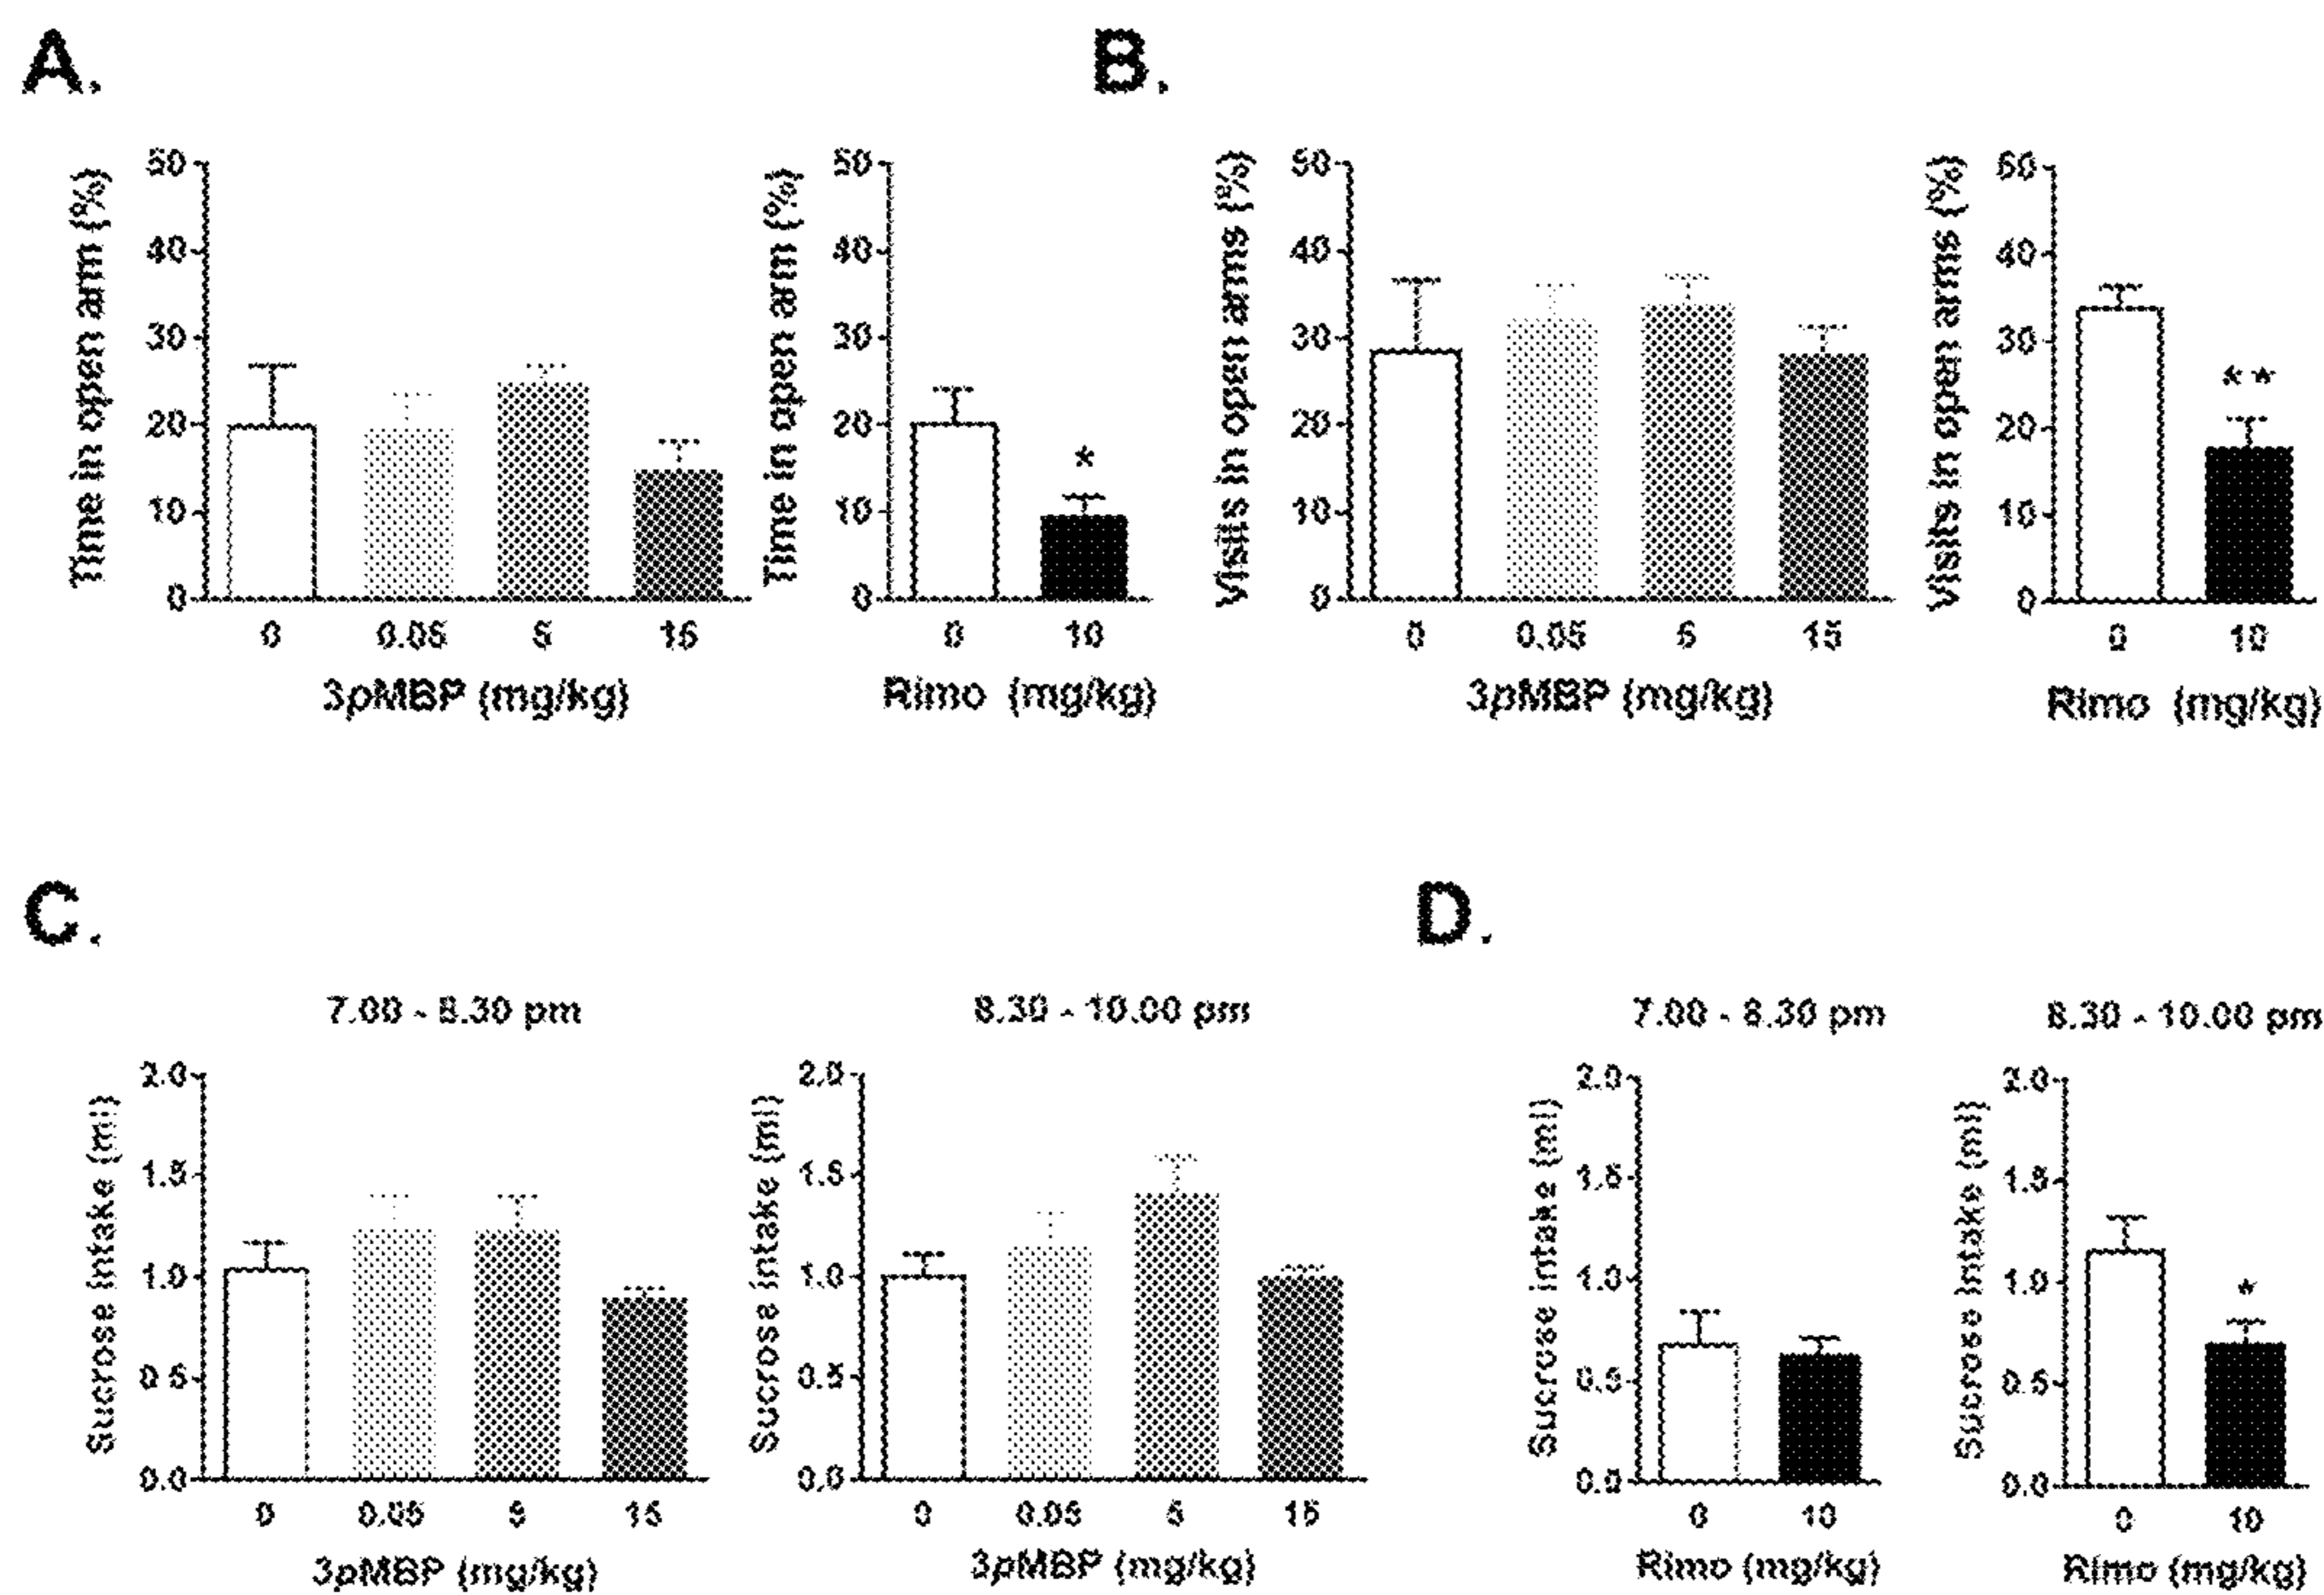 A.
B.
Time in open arm (%)
50
40
30
20
10
0
0 0.05 5 15
3pMBP (mg/kg)
Time in open arm (%)
50
40
30
20
10
0
*
0 10
Rimo (mg/kg)
Visits in open arms (%)
50
40
30
20
10
0
0 0.05 5 15
3pMBP (mg/kg)
Visits in open arms (%)
50
40
30
20
10
0
**
0 10
Rimo (mg/kg)
C.
D.
7.00 - 8.30 pm
Sucrose intake (ml)
2.0
1.5
1.0
0.5
0.0
0 0.05 5 15
3pMBP (mg/kg)
8.30 - 10.00 pm
Sucrose intake (ml)
2.0
1.5
1.0
0.5
0.0
0 0.05 5 15
3pMBP (mg/kg)
7.00 - 8.30 pm
Sucrose intake (ml)
2.0
1.5
1.0
0.5
0.0
0 10
Rimo (mg/kg)
8.30 - 10.00 pm
Sucrose intake (ml)
2.0
1.5
1.0
0.5
0.0
*
0 10
Rimo (mg/kg)